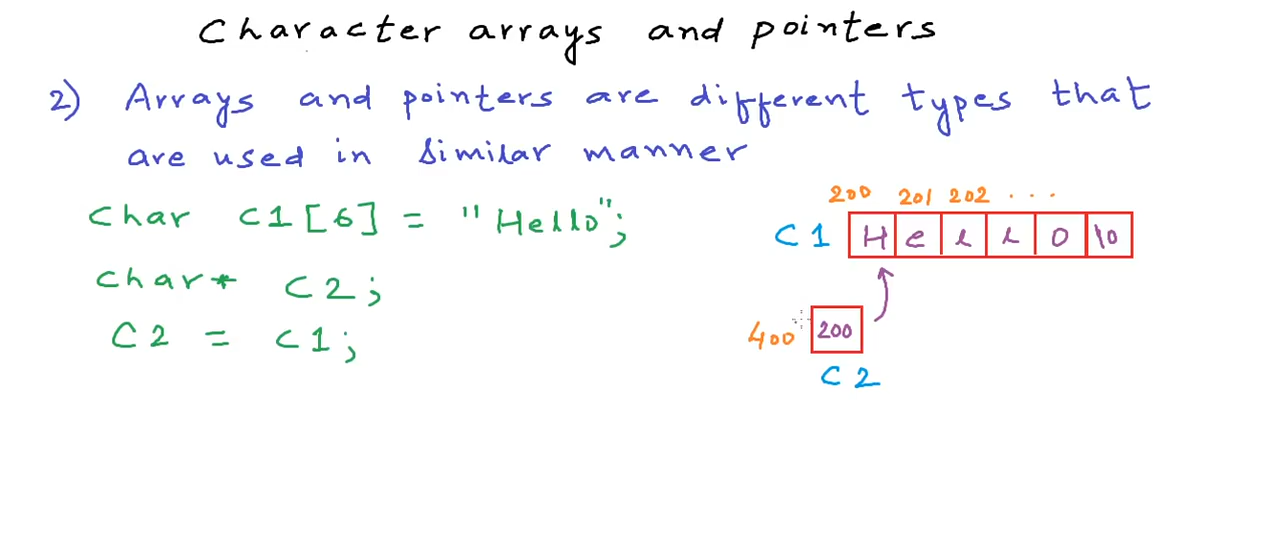 Character arrays and pointers
2) Arrays and pointers are different types that
are used in similar manner
Char C1[6] = "Hello";
Char* C2;
C2 = C1;
200 201 202 ...
C1 H e l l o \0
400 200
C2